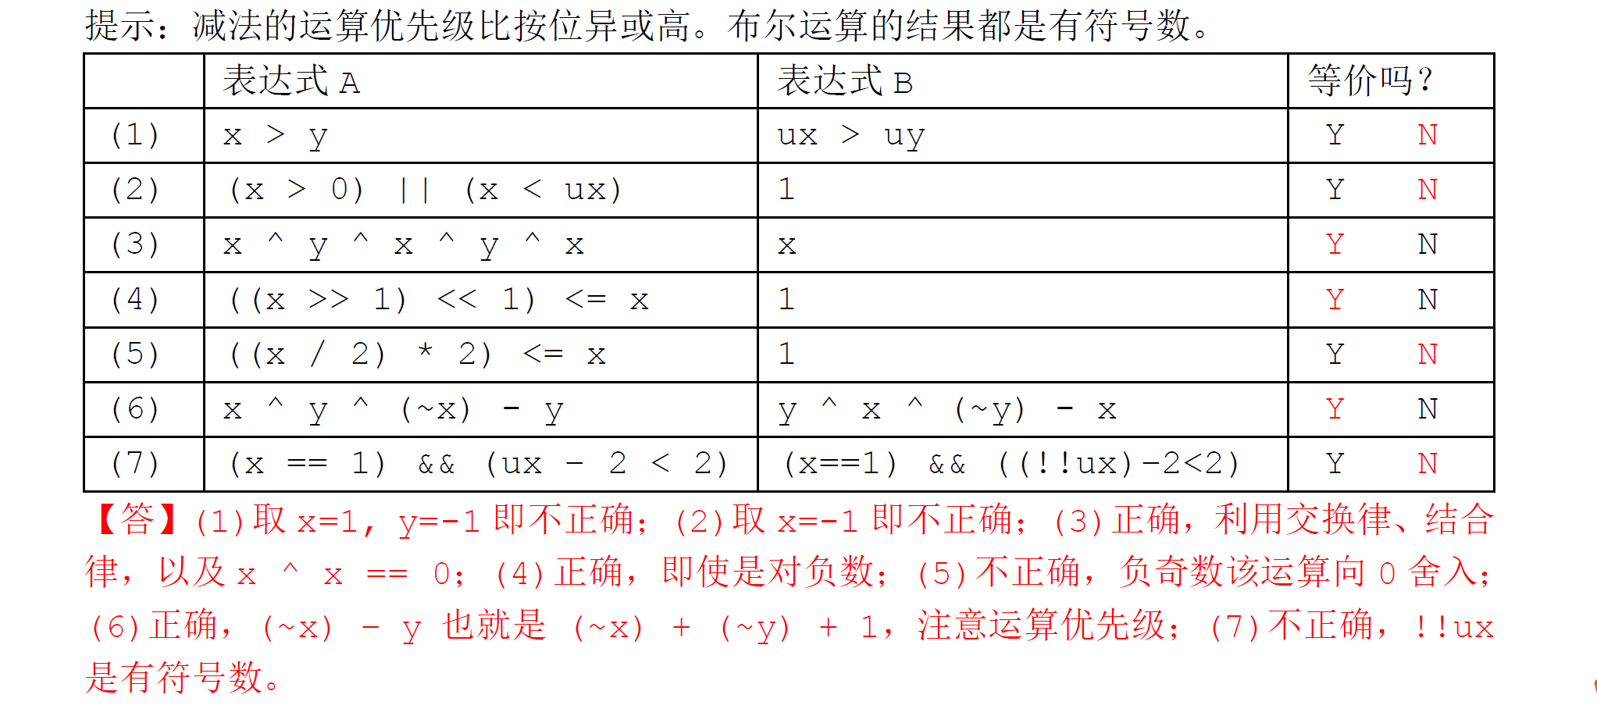 提示：减法的运算优先级比按位异或高。布尔运算的结果都是有符号数。
表达式 A 表达式 B 等价吗？
(1) x > y ux > uy Y N
(2) (x > 0) || (x < ux) 1 Y N
(3) x ^ y ^ x ^ y ^ x x Y N
(4) ((x >> 1) << 1) <= x 1 Y N
(5) ((x / 2) * 2) <= x 1 Y N
(6) x ^ y ^ (~x) - y y ^ x ^ (~y) - x Y N
(7) (x == 1) && (ux – 2 < 2) (x==1) && ((!!ux)–2<2) Y N
【答】(1)取 x=1, y=-1 即不正确；(2)取 x=-1 即不正确；(3)正确，利用交换律、结合
律，以及 x ^ x == 0；(4)正确，即使是对负数；(5)不正确，负奇数该运算向 0 舍入；
(6)正确，(~x) – y 也就是 (~x) + (~y) + 1，注意运算优先级；(7)不正确，!!ux
是有符号数。